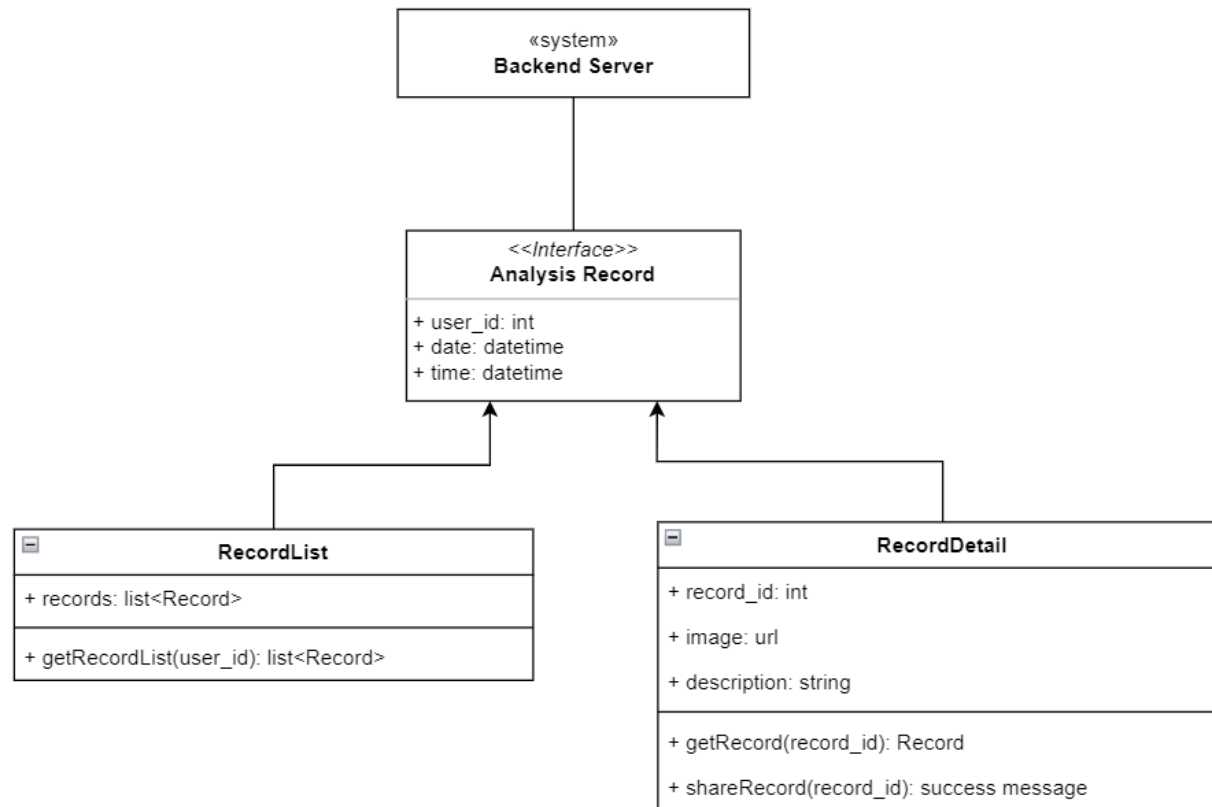 «system»
Backend Server
<<Interface>>
Analysis Record
+ user_id: int
+ date: datetime
+ time: datetime
RecordList
+ records: list<Record>
+ getRecordList(user_id): list<Record>
RecordDetail
+ record_id: int
+ image: url
+ description: string
+ getRecord(record_id): Record
+ shareRecord(record_id): success message